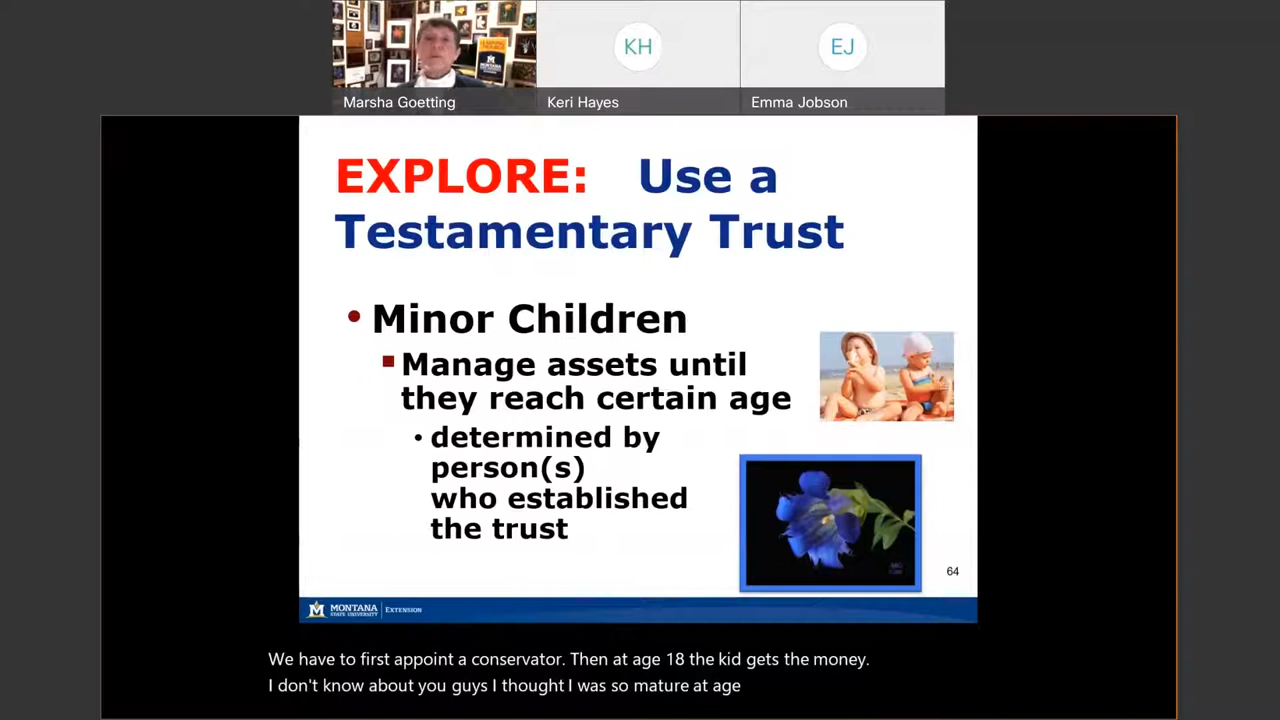 LEARNING
MONTANA
KH
EJ
Marsha Goetting
Keri Hayes
Emma Jobson
EXPLORE: Use a
Testamentary Trust
• Minor Children
▪ Manage assets until
they reach certain age
• determined by
person(s)
who established
the trust
64
M MONTANA
STATE UNIVERSITY
EXTENSION
We have to first appoint a conservator. Then at age 18 the kid gets the money.
I don't know about you guys I thought I was so mature at age